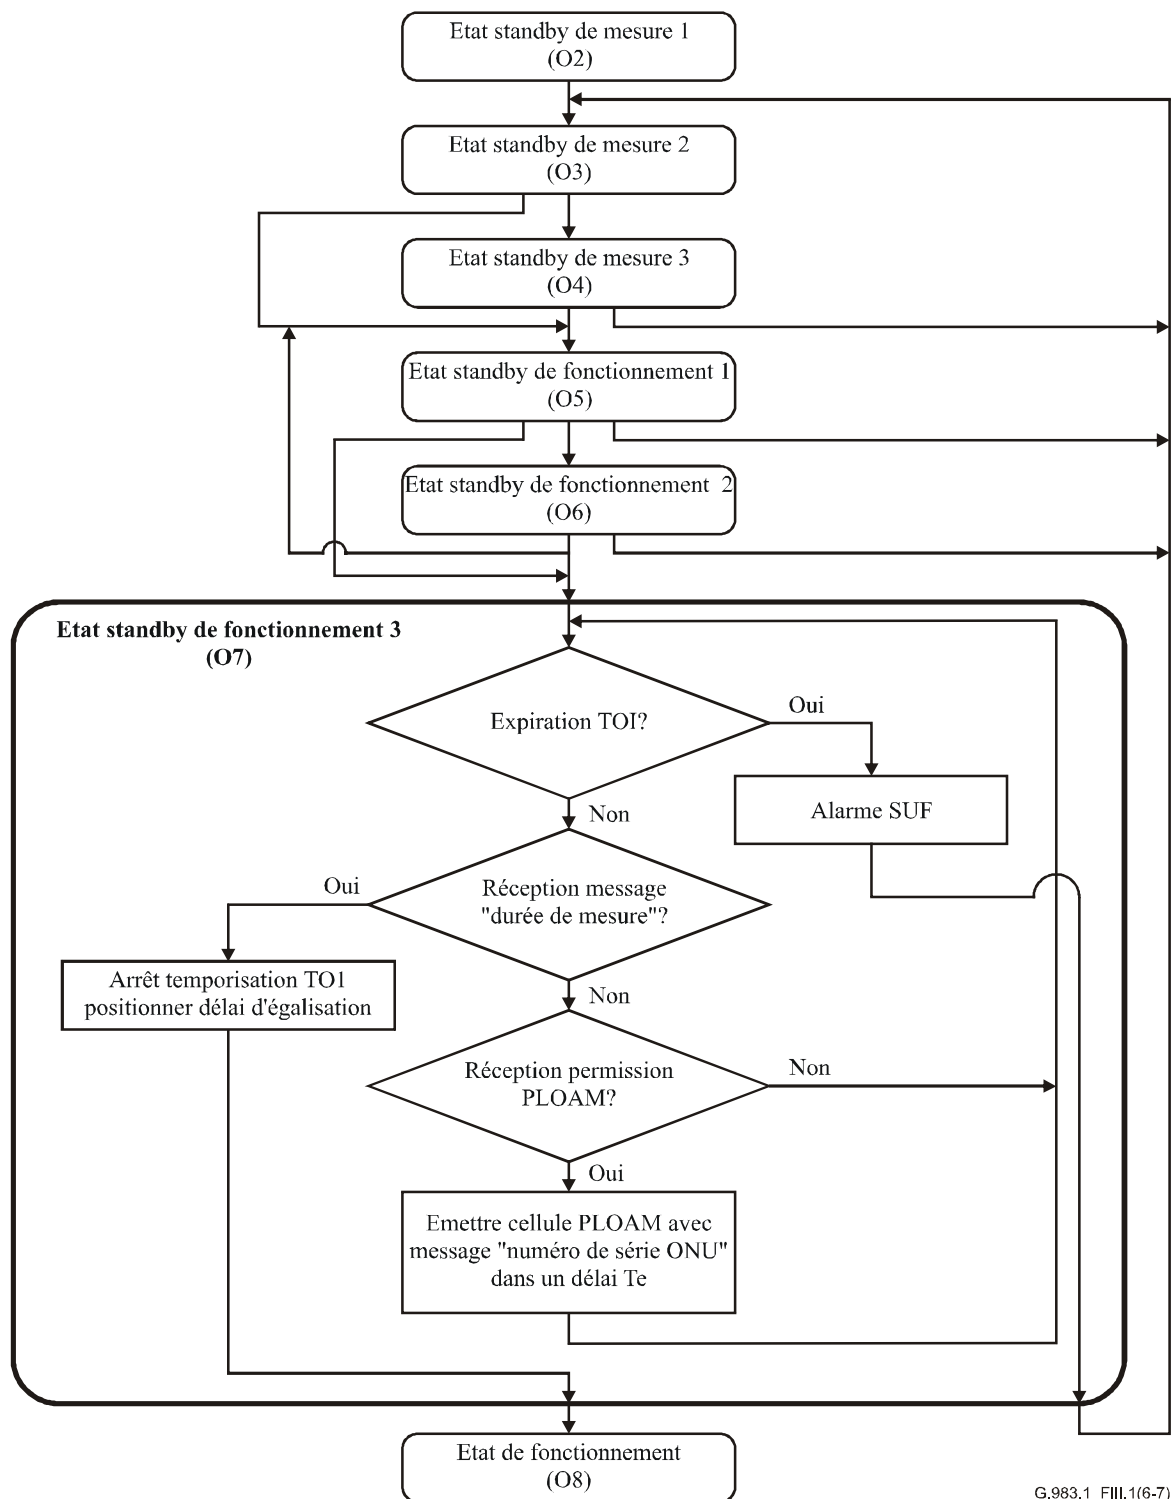 Etat standby de mesure 1
(O2)
Etat standby de mesure 2
(O3)
Etat standby de mesure 3
(O4)
Etat standby de fonctionnement 1
(O5)
Etat standby de fonctionnement 2
(O6)
Etat standby de fonctionnement 3
(O7)
Expiration TOI?
Oui
Non
Alarme SUF
Réception message
"durée de mesure"?
Oui
Non
Arrêt temporisation TO1
positionner délai d'égalisation
Réception permission
PLOAM?
Non
Oui
Emettre cellule PLOAM avec
message "numéro de série ONU"
dans un délai Te
Etat de fonctionnement
(O8)
G.983.1_FIII.1(6-7)